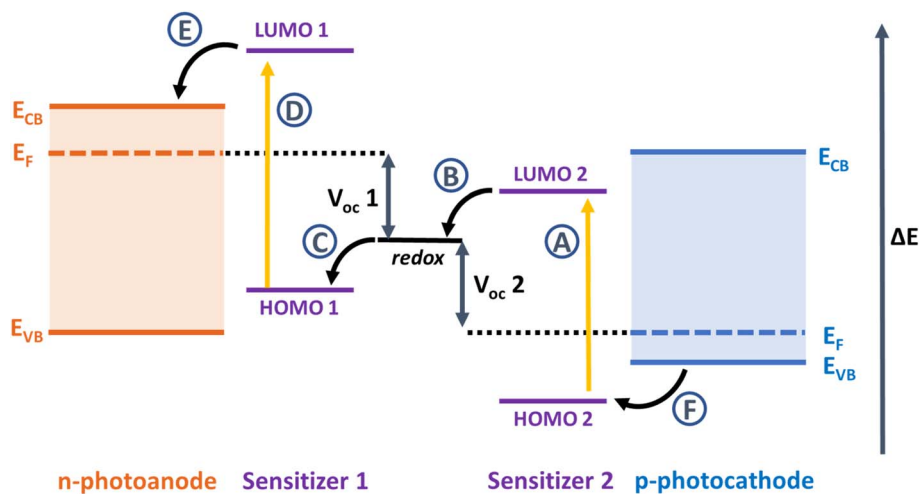 E
LUMO 1
E_CB
D
E_F
E_CB
B
LUMO 2
V_oc 1
C
A
ΔE
redox
V_oc 2
HOMO 1
E_VB
E_F
E_VB
HOMO 2
F
n-photoanode Sensitizer 1 Sensitizer 2 p-photocathode